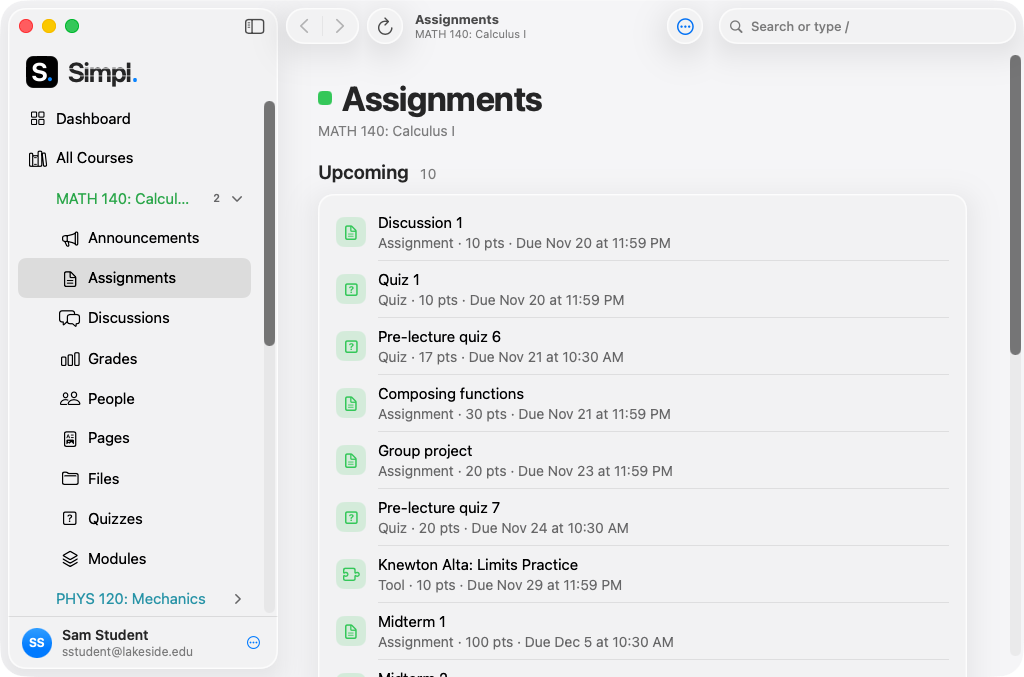 Assignments
MATH 140: Calculus I
Search or type /
S. Simpl.
Dashboard
All Courses
MATH 140: Calcul... 2
Announcements
Assignments
Discussions
Grades
People
Pages
Files
Quizzes
Modules
PHYS 120: Mechanics
SS Sam Student
sstudent@lakeside.edu
Assignments
MATH 140: Calculus I
Upcoming 10
Discussion 1
Assignment · 10 pts · Due Nov 20 at 11:59 PM
Quiz 1
Quiz · 10 pts · Due Nov 20 at 11:59 PM
Pre-lecture quiz 6
Quiz · 17 pts · Due Nov 21 at 10:30 AM
Composing functions
Assignment · 30 pts · Due Nov 21 at 11:59 PM
Group project
Assignment · 20 pts · Due Nov 23 at 11:59 PM
Pre-lecture quiz 7
Quiz · 20 pts · Due Nov 24 at 10:30 AM
Knewton Alta: Limits Practice
Tool · 10 pts · Due Nov 29 at 11:59 PM
Midterm 1
Assignment · 100 pts · Due Dec 5 at 10:30 AM
Midterm 2